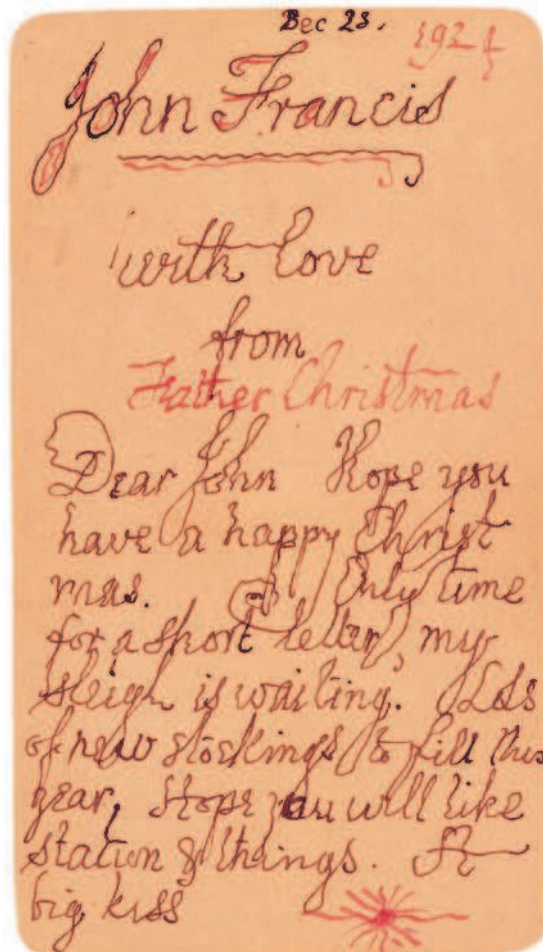 Dec 23. 1924
John Francis
with love
from
Father Christmas
Dear John Hope you
have a happy Christ
mas. Only time
for a short letter, my
sleigh is waiting. Lots
of new stockings to fill this
year. Hope you will like
station & things. A
big kiss